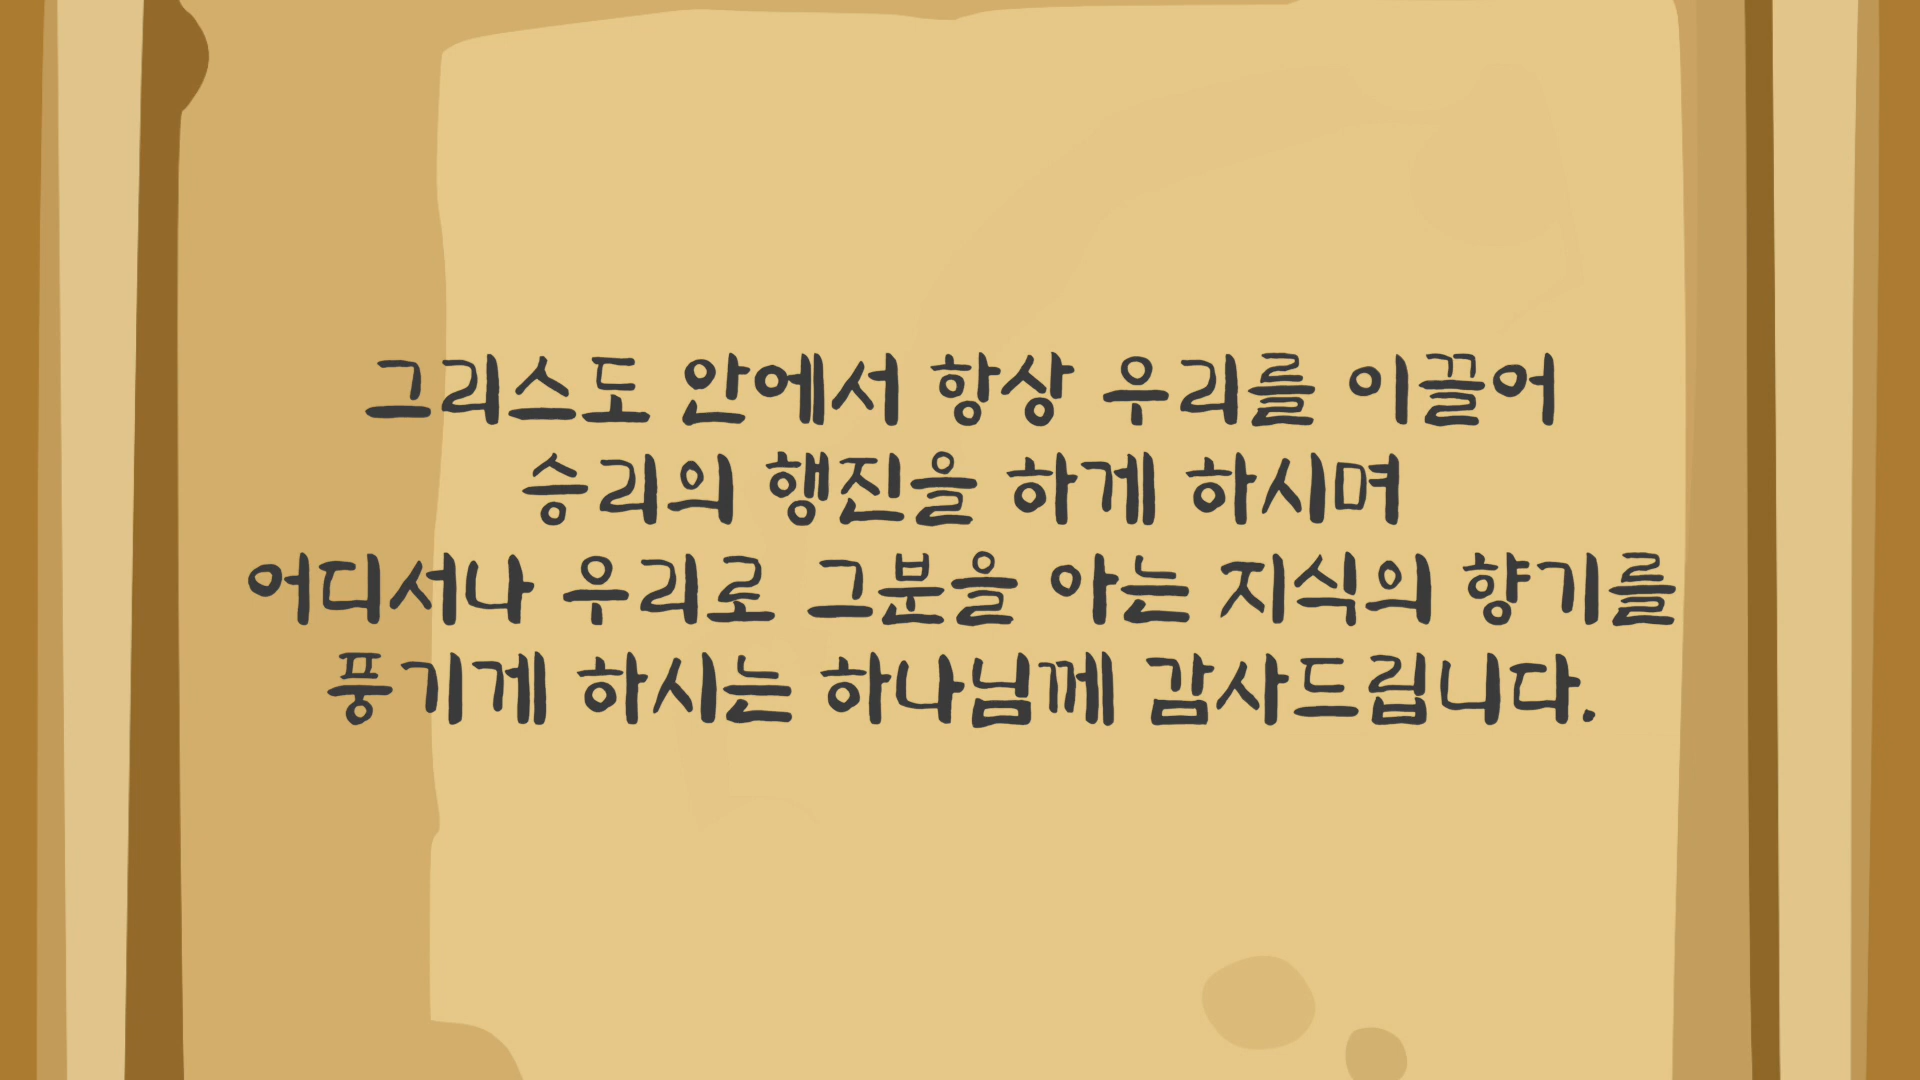 그리스도 안에서 항상 우리를 이끌어
승리의 행진을 하게 하시며
어디서나 우리로 그분을 아는 지식의 향기를
풍기게 하시는 하나님께 감사드립니다.